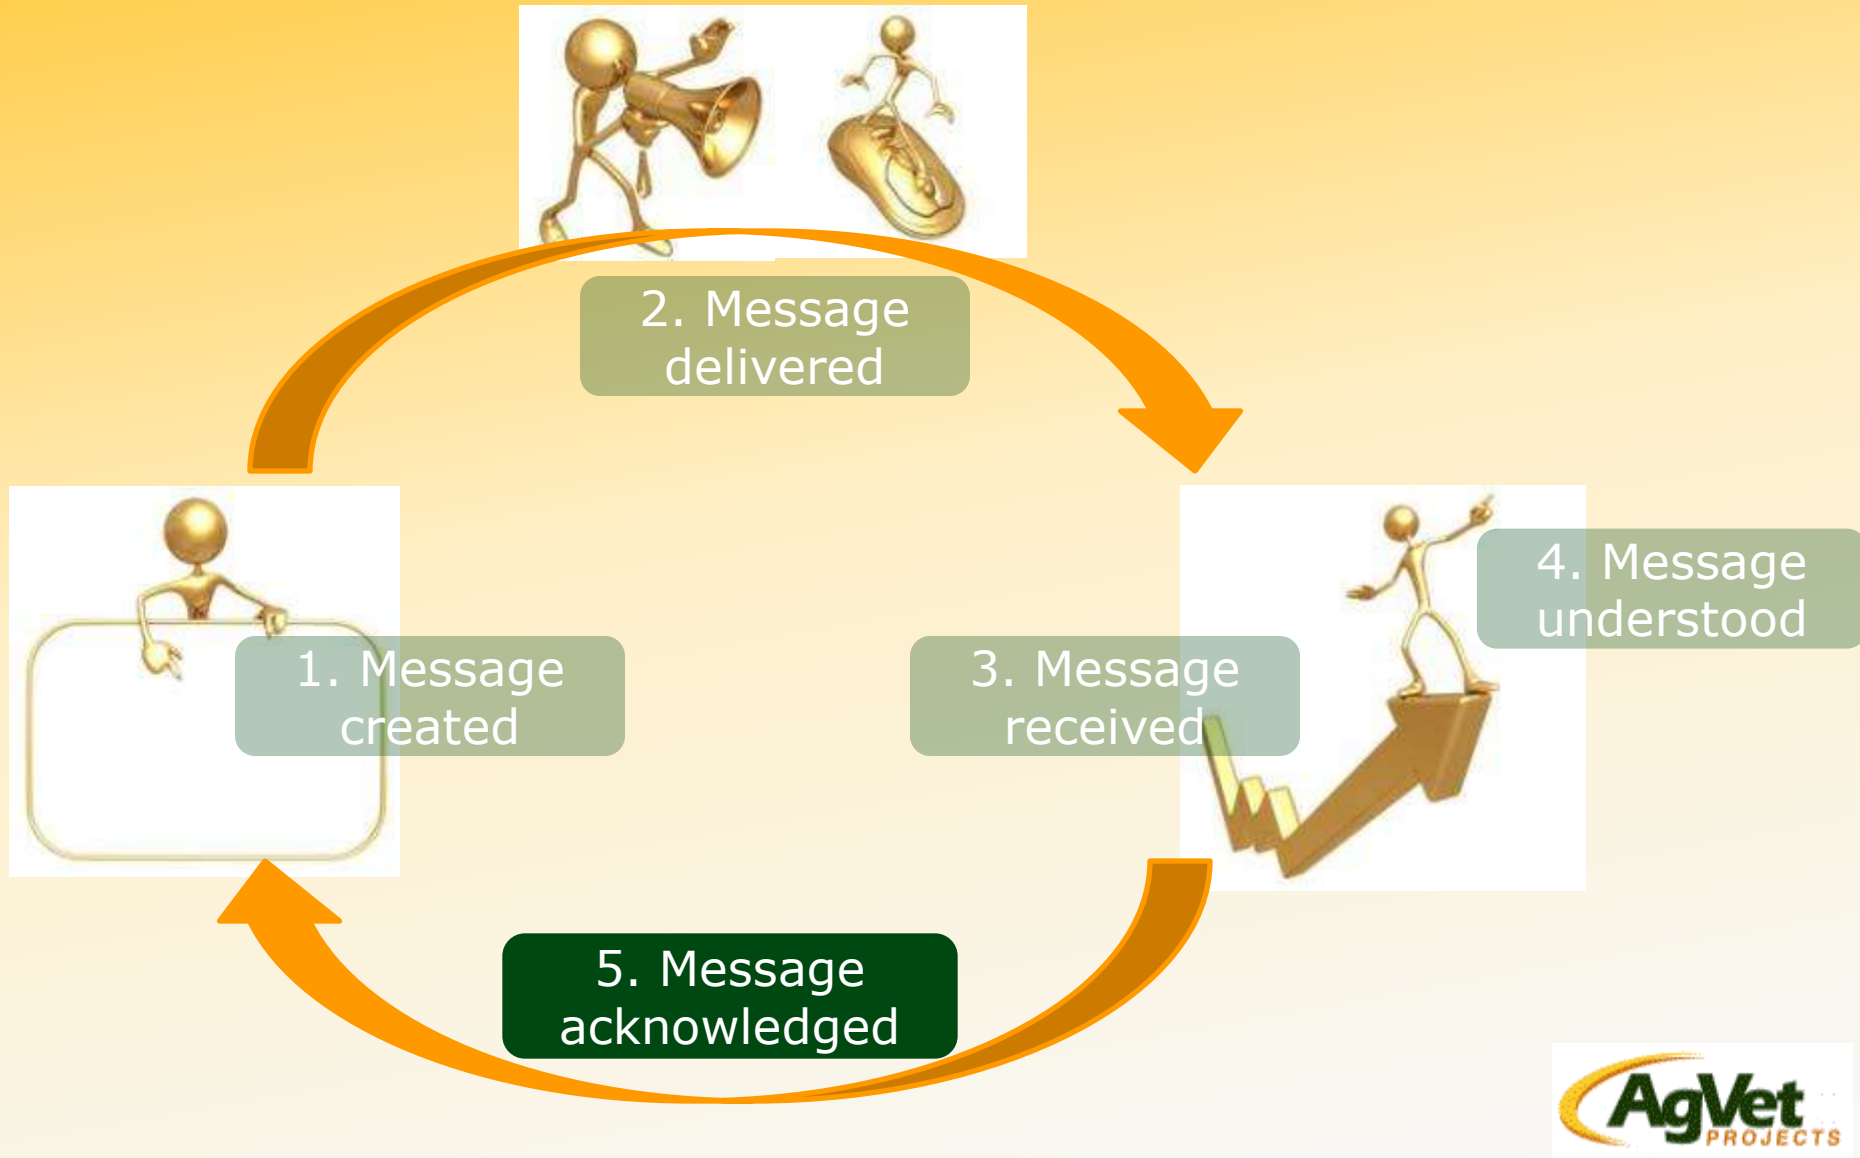 2. Message
delivered
4. Message
understood
1. Message
created
3. Message
received
5. Message
acknowledged
AgVet
PROJECTS